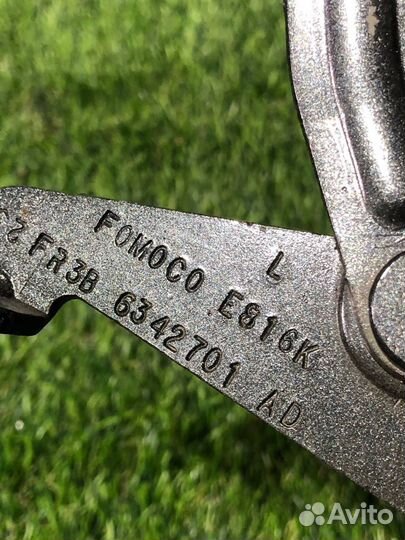 L
FOMOCO E816K
FR3B 6342701 AD
Avito